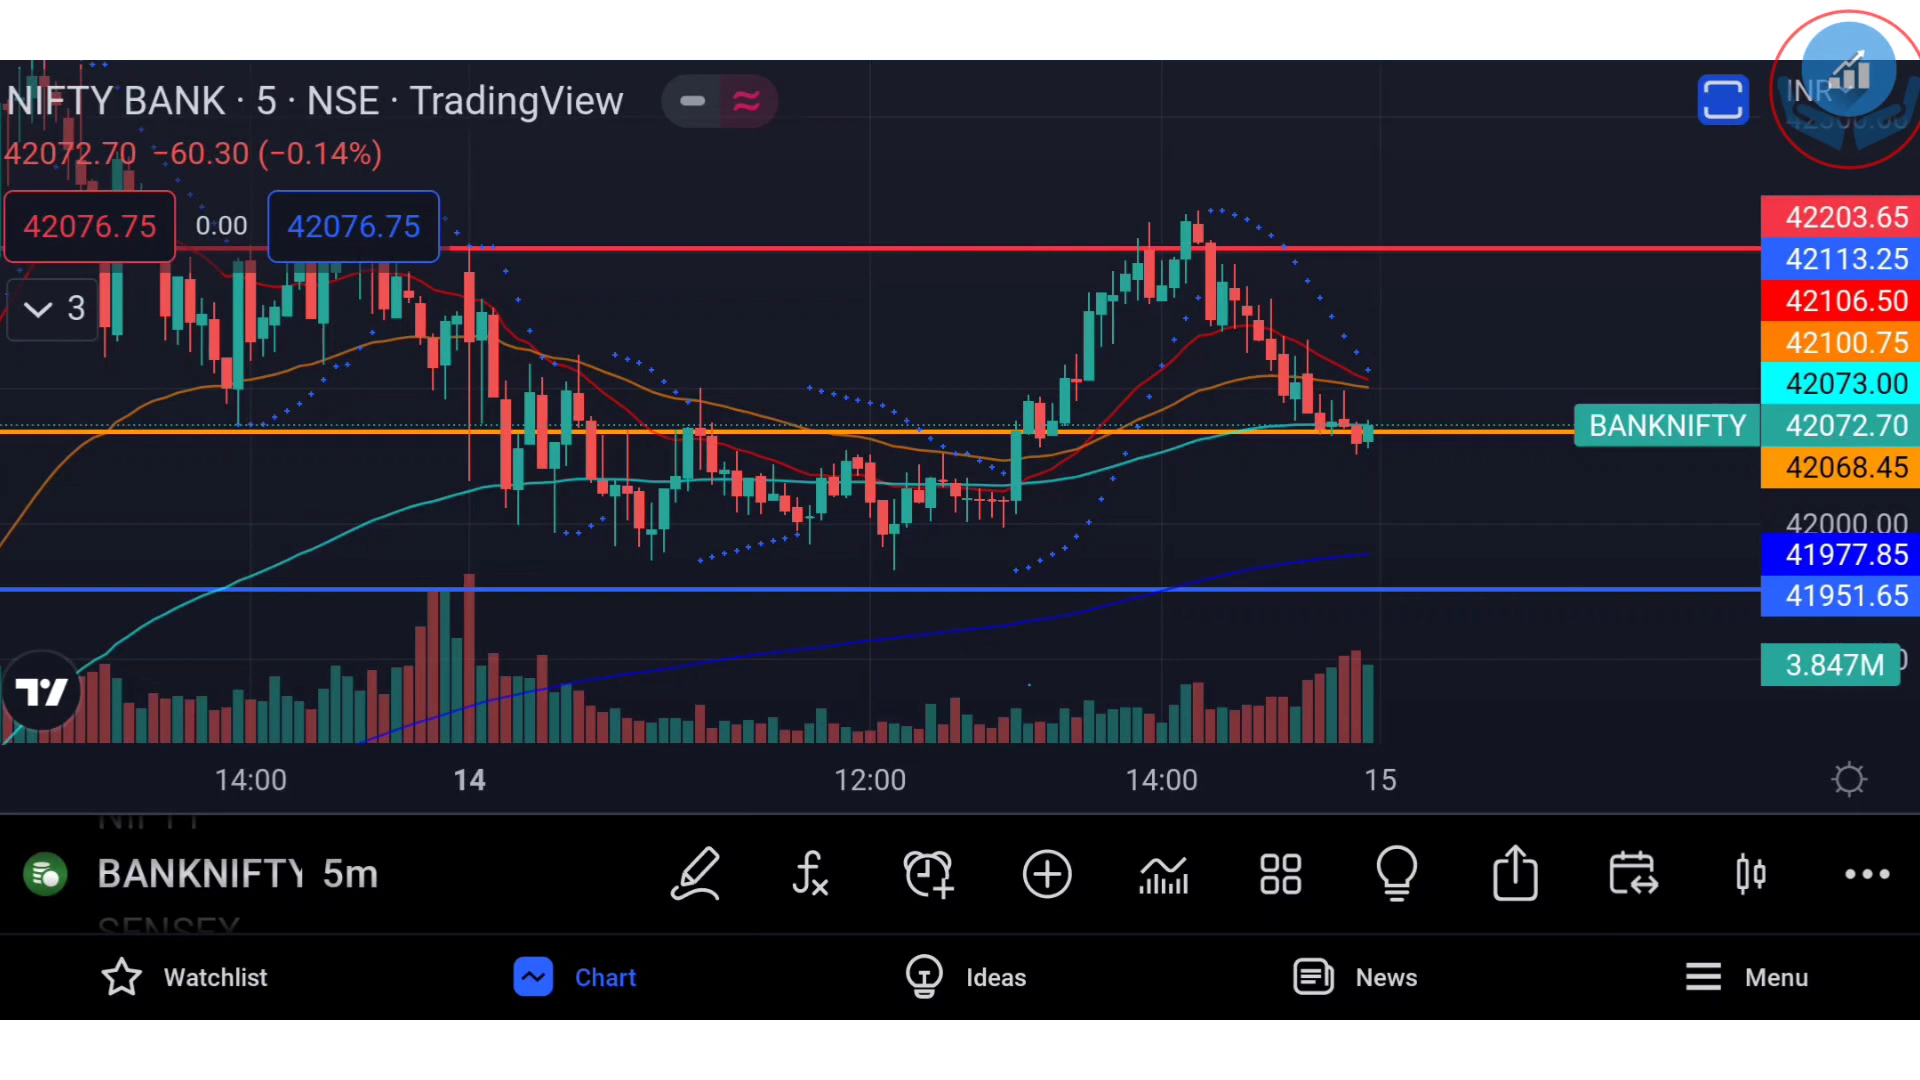 NIFTY BANK · 5 · NSE · TradingView
INR
42072.70 −60.30 (−0.14%)
42076.75 0.00 42076.75
3
42203.65
42113.25
42106.50
42100.75
42073.00
BANKNIFTY 42072.70
42068.45
42000.00
41977.85
41951.65
3.847M
14:00 14 12:00 14:00 15
NIFTY
BANKNIFTY 5m
SENSEX
Watchlist Chart Ideas News Menu